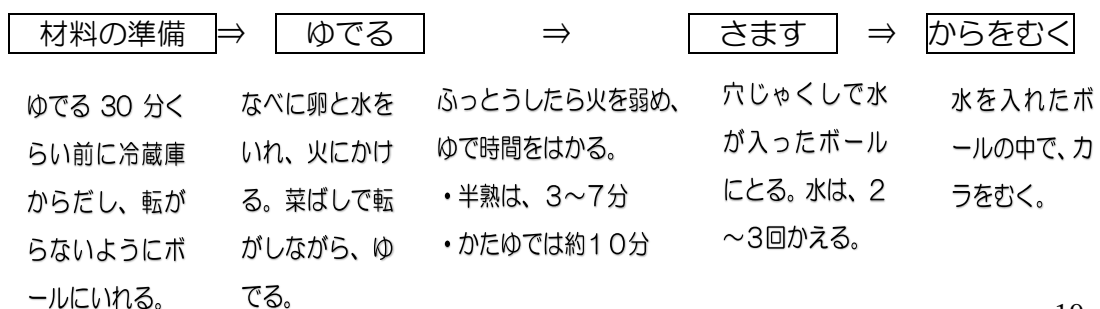 材料の準備 ⇒ ゆでる ⇒ さます ⇒ からをむく
ゆでる 30 分く
らい前に冷蔵庫
からだし、転が
らないようにボ
ールにいれる。
なべに卵と水を
いれ、火にかけ
る。菜ばしで転
がしながら、ゆ
でる。
ふっとうしたら火を弱め、
ゆで時間をはかる。
・半熟は、3～7分
・かたゆでは約10分
穴じゃくしで水
が入ったボール
にとる。水は、2
～3回かえる。
水を入れたボ
ールの中で、カ
ラをむく。